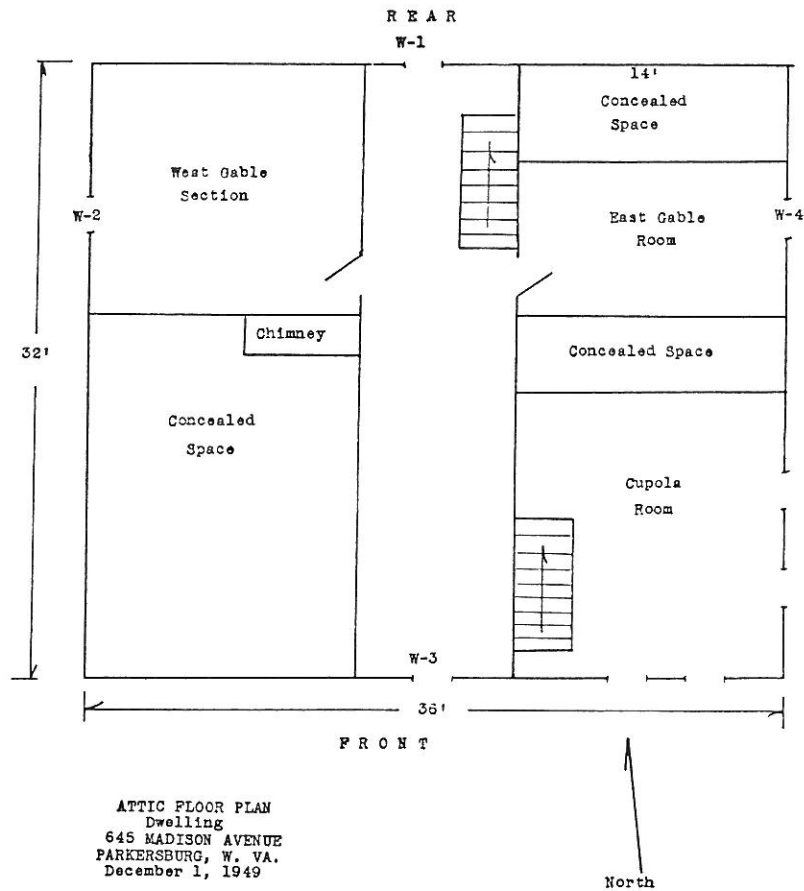 R E A R
W-1
14'
Concealed
Space
West Gable
Section
W-2
East Gable
Room
W-4
Chimney
32'
Concealed Space
Concealed
Space
Cupola
Room
W-3
36'
F R O N T
ATTIC FLOOR PLAN
Dwelling
645 MADISON AVENUE
PARKERSBURG, W. VA.
December 1, 1949
North